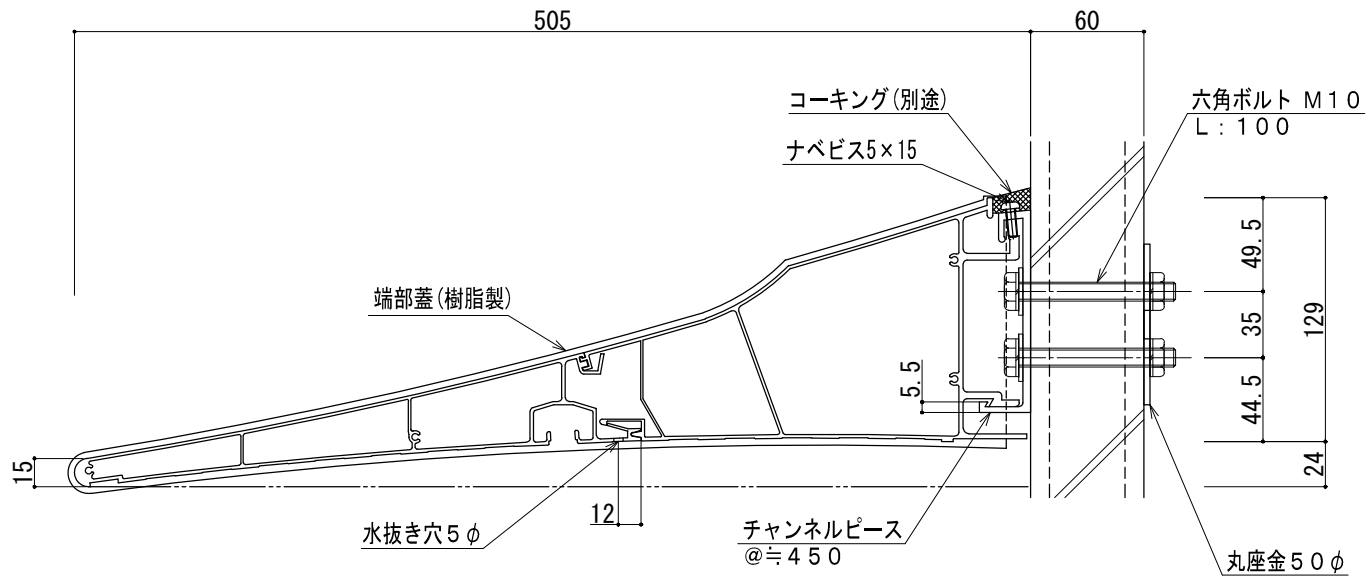 505
60
コーキング(別途)
六角ボルト M10
L:100
ナベビス5×15
49.5
端部蓋(樹脂製)
35
129
5.5
44.5
15
24
12
水抜き穴5φ
チャンネルピース
@≒450
丸座金50φ